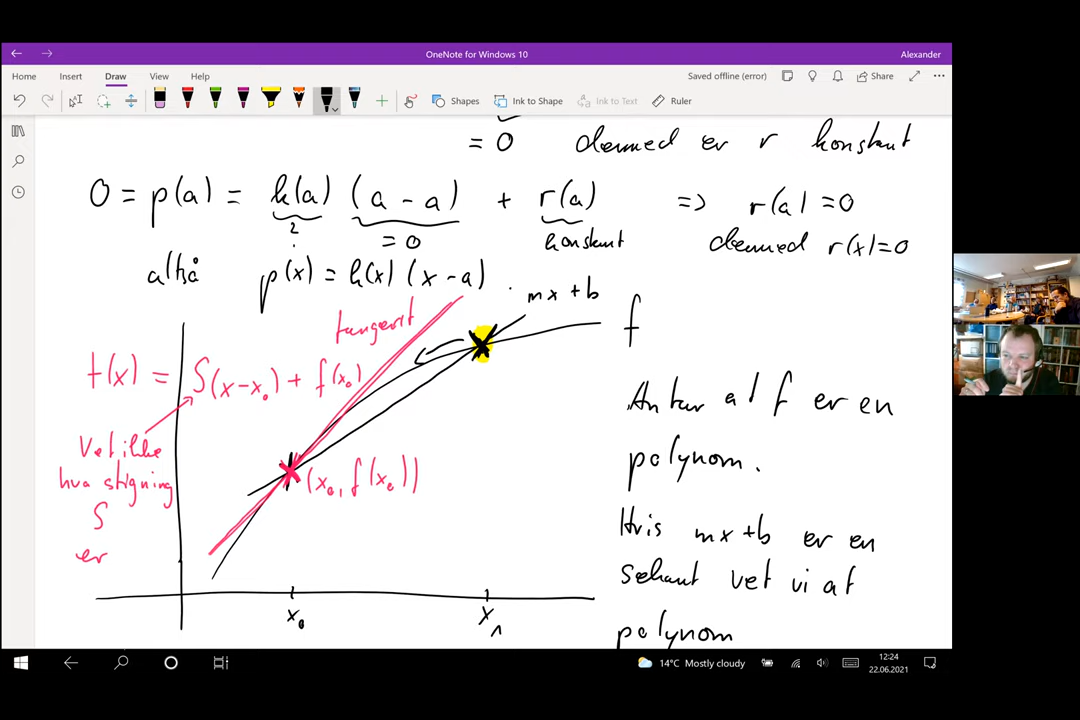 OneNote for Windows 10
Alexander
Home Insert Draw View Help
Saved offline (error)
Share
Shapes
Ink to Shape
Ink to Text
Ruler
= 0 dermed er r konstant
0 = p(a) = k(a) (a - a) + r(a) => r(a) = 0
= 0 konstant dermed r(x) = 0
altså p(x) = k(x) (x - a)
mx + b
tangent
f
t(x) = S(x - x₀) + f(x₀)
Vet ikke
hva stigning
S
er
(x₀, f(x₀))
x₀
x₁
Antar at f er en
polynom.
Hvis mx + b er en
sekant vet vi at
polynom
14°C Mostly cloudy
12:24
22.06.2021